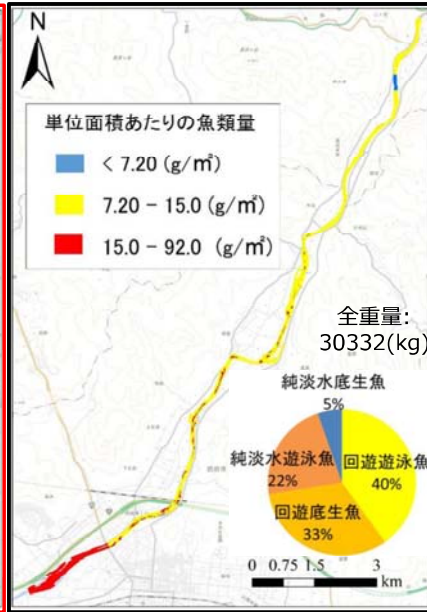 N
単位面積あたりの魚類量
< 7.20 (g/㎡)
7.20 − 15.0 (g/㎡)
15.0 − 92.0 (g/㎡)
全重量:
30332(kg)
純淡水底生魚
5%
純淡水遊泳魚
22%
回遊遊泳魚
40%
回遊底生魚
33%
0 0.75 1.5 3
km